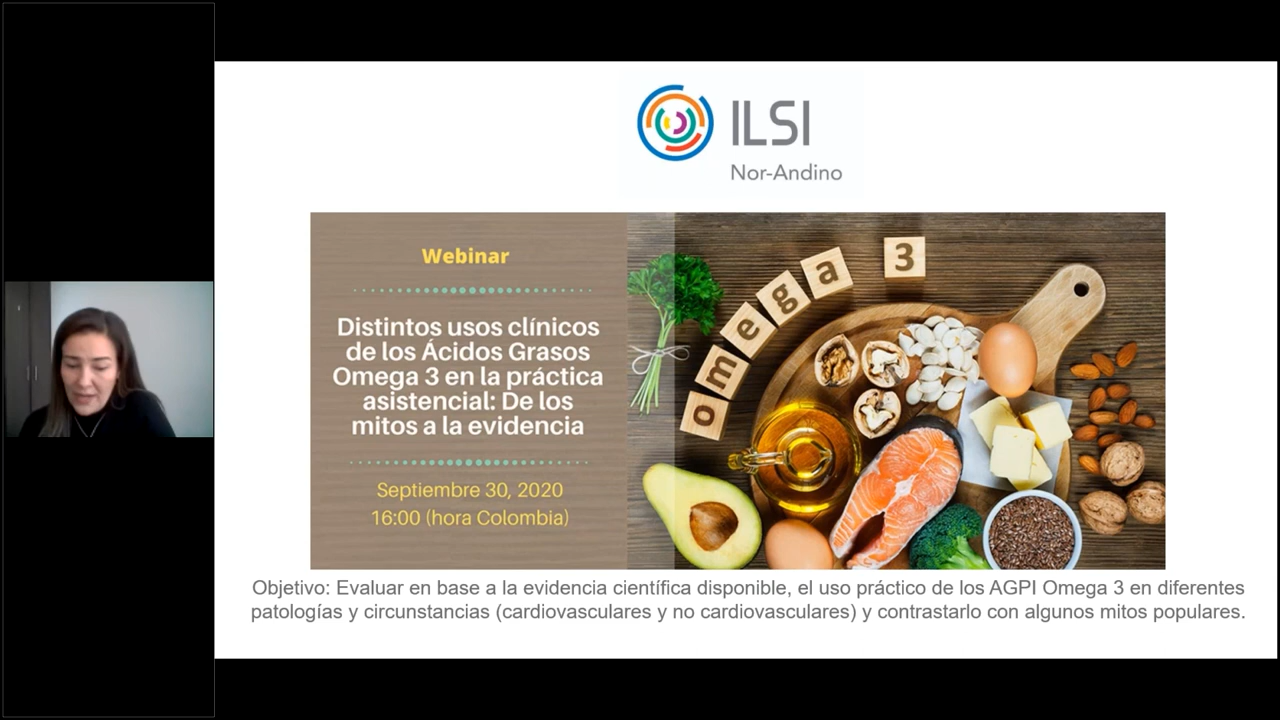 ILSI
Nor-Andino
Webinar
Distintos usos clínicos
de los Ácidos Grasos
Omega 3 en la práctica
asistencial: De los
mitos a la evidencia
Septiembre 30, 2020
16:00 (hora Colombia)
omega 3
Objetivo: Evaluar en base a la evidencia científica disponible, el uso práctico de los AGPI Omega 3 en diferentes
patologías y circunstancias (cardiovasculares y no cardiovasculares) y contrastarlo con algunos mitos populares.